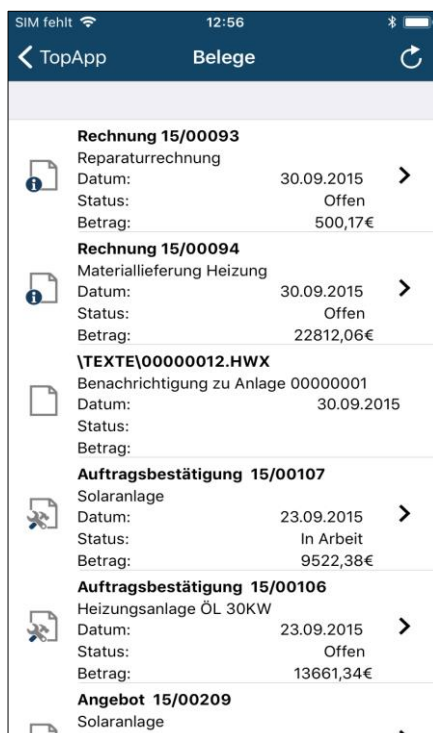 SIM fehlt 12:56
TopApp Belege
Rechnung 15/00093
Reparaturrechnung
Datum: 30.09.2015
Status: Offen
Betrag: 500,17€
Rechnung 15/00094
Materiallieferung Heizung
Datum: 30.09.2015
Status: Offen
Betrag: 22812,06€
\TEXTE\00000012.HWX
Benachrichtigung zu Anlage 00000001
Datum: 30.09.2015
Status:
Betrag:
Auftragsbestätigung 15/00107
Solaranlage
Datum: 23.09.2015
Status: In Arbeit
Betrag: 9522,38€
Auftragsbestätigung 15/00106
Heizungsanlage ÖL 30KW
Datum: 23.09.2015
Status: Offen
Betrag: 13661,34€
Angebot 15/00209
Solaranlage